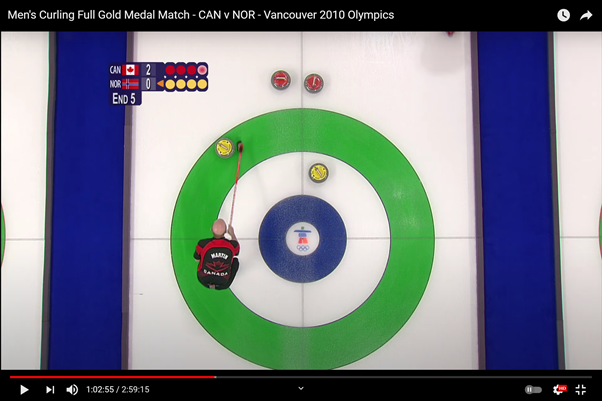 Men's Curling Full Gold Medal Match - CAN v NOR - Vancouver 2010 Olympics
CAN 2
NOR 0
END 5
MARTIN
CANADA
1:02:55 / 2:59:15
HD